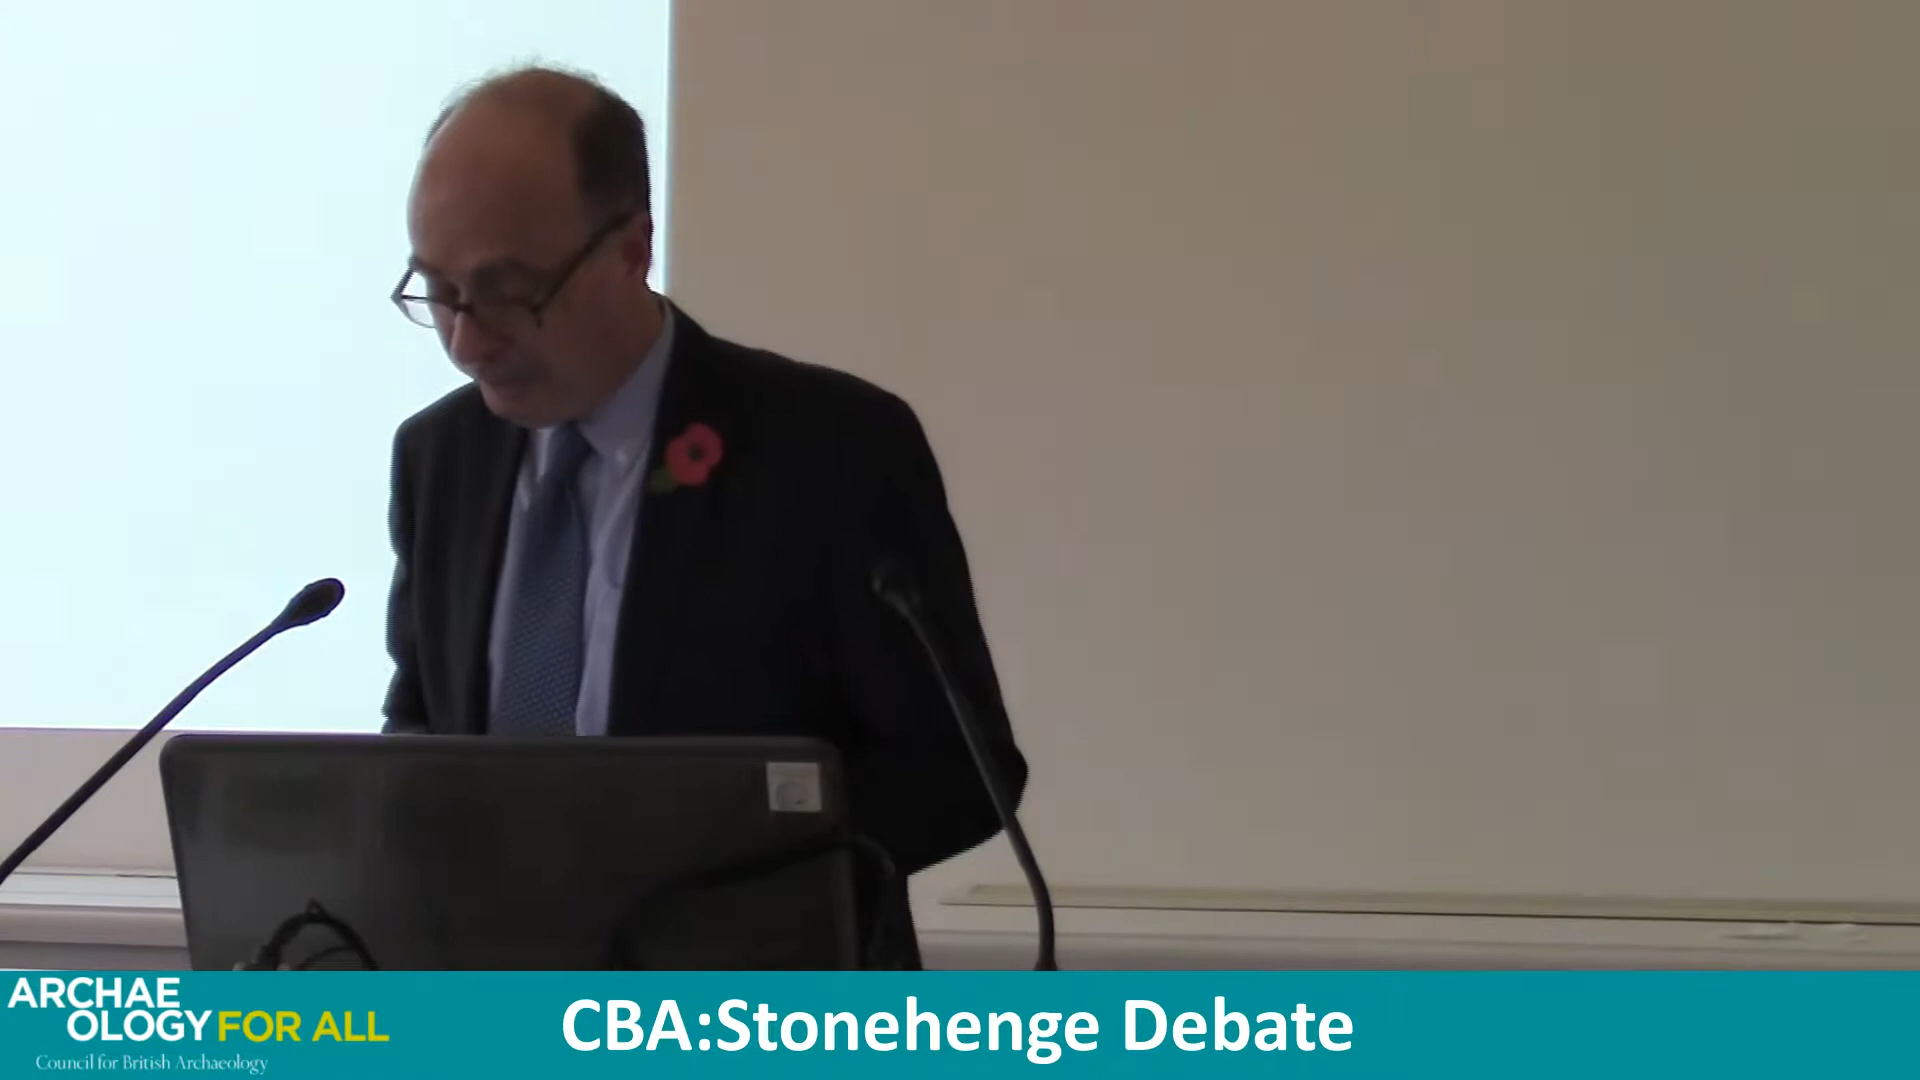 ARCHAE
OLOGY FOR ALL
Council for British Archaeology
CBA:Stonehenge Debate